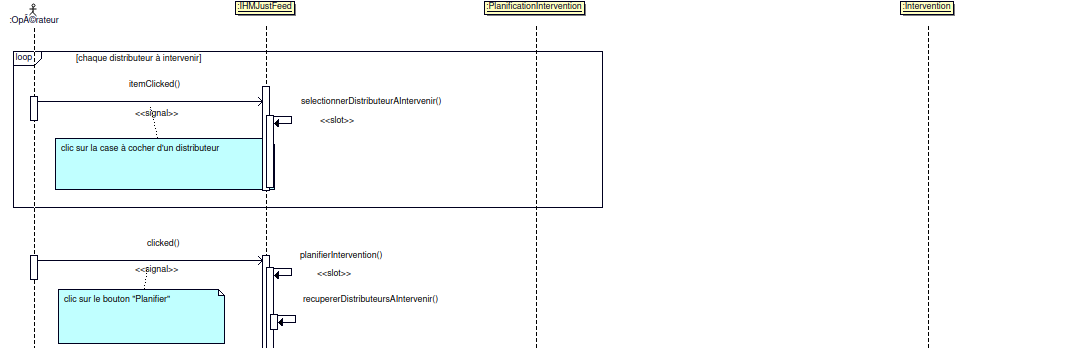 :OpÃ©rateur
:IHMJustFeed
:PlanificationIntervention
:Intervention
loop
[chaque distributeur à intervenir]
itemClicked()
selectionnerDistributeurAIntervenir()
<<signal>>
<<slot>>
clic sur la case à cocher d'un distributeur
clicked()
planifierIntervention()
<<signal>>
<<slot>>
clic sur le bouton "Planifier"
recupererDistributeursAIntervenir()